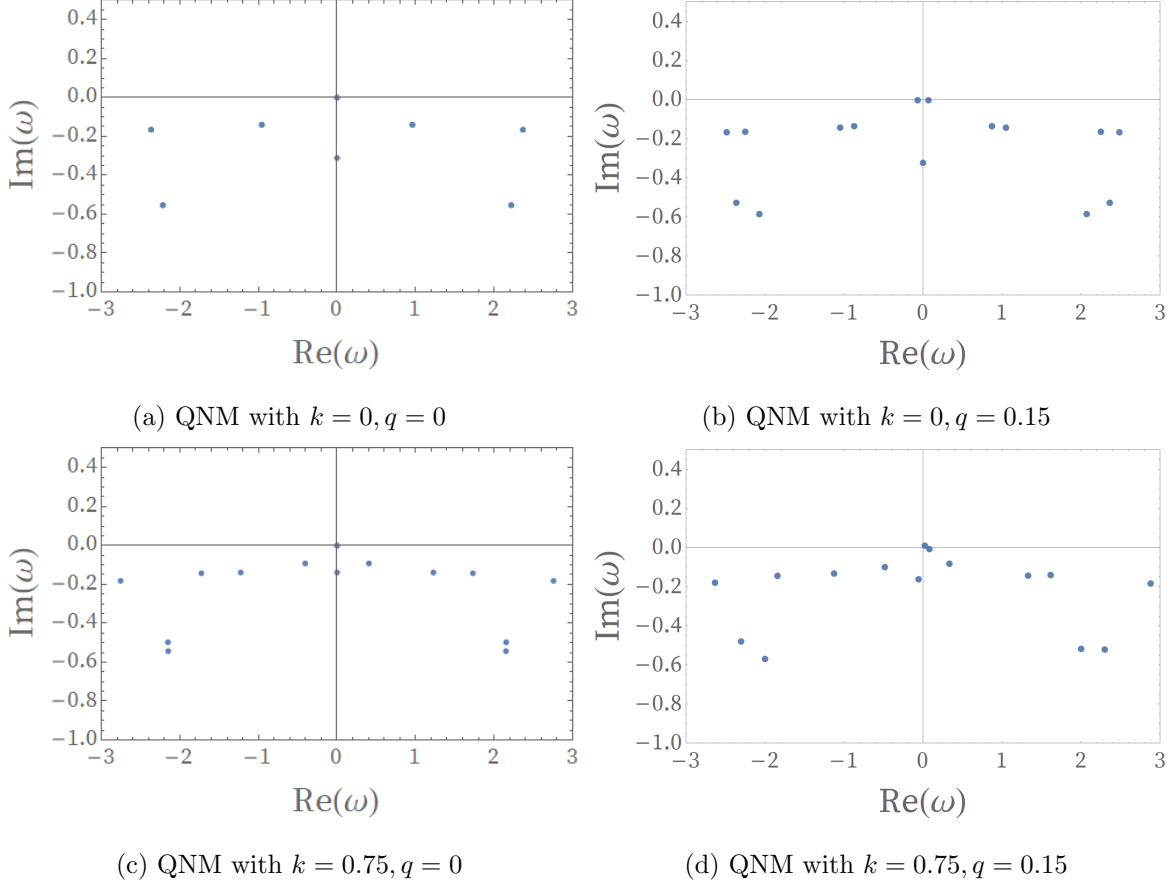 0.4
0.2
0.0
−0.2
−0.4
−0.6
−0.8
−1.0
Im(ω)
−3 −2 −1 0 1 2 3
Re(ω)
(a) QNM with k = 0, q = 0
0.4
0.2
0.0
−0.2
−0.4
−0.6
−0.8
−1.0
Im(ω)
−3 −2 −1 0 1 2 3
Re(ω)
(b) QNM with k = 0, q = 0.15
0.4
0.2
0.0
−0.2
−0.4
−0.6
−0.8
−1.0
Im(ω)
−3 −2 −1 0 1 2 3
Re(ω)
(c) QNM with k = 0.75, q = 0
0.4
0.2
0.0
−0.2
−0.4
−0.6
−0.8
−1.0
Im(ω)
−3 −2 −1 0 1 2 3
Re(ω)
(d) QNM with k = 0.75, q = 0.15